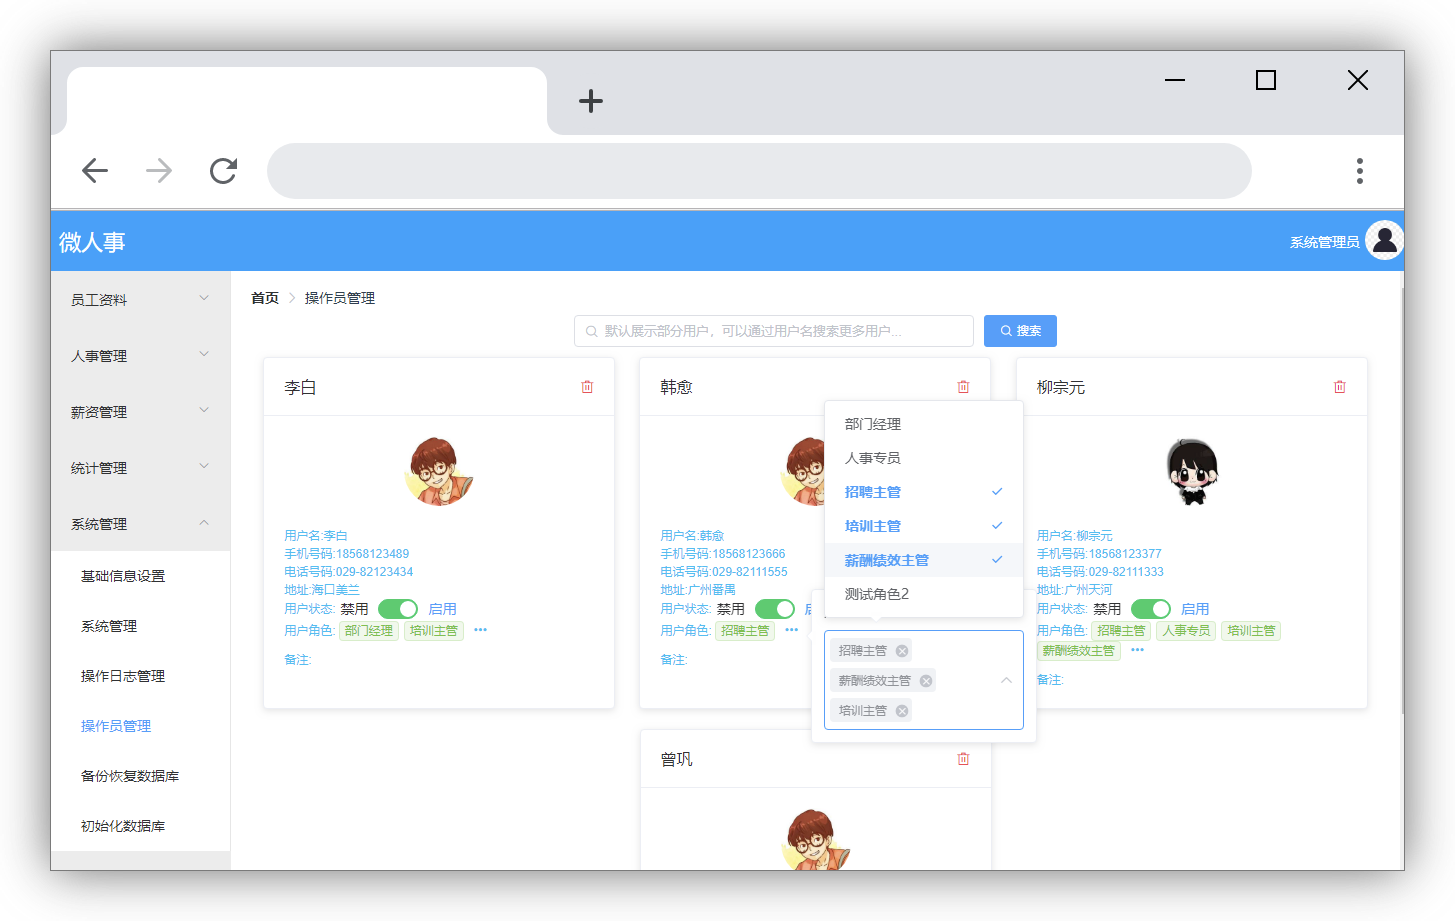 微人事
系统管理员
员工资料
人事管理
薪资管理
统计管理
系统管理
基础信息设置
系统管理
操作日志管理
操作员管理
备份恢复数据库
初始化数据库
首页 操作员管理
默认展示部分用户，可以通过用户名搜索更多用户...
搜索
李白
用户名:李白
手机号码:18568123489
电话号码:029-82123434
地址:海口美兰
用户状态: 禁用 启用
用户角色: 部门经理 培训主管
备注:
韩愈
用户名:韩愈
手机号码:18568123666
电话号码:029-82111555
地址:广州番禺
用户状态: 禁用
用户角色: 招聘主管
备注:
部门经理
人事专员
招聘主管
培训主管
薪酬绩效主管
测试角色2
招聘主管
薪酬绩效主管
培训主管
柳宗元
用户名:柳宗元
手机号码:18568123377
电话号码:029-82111333
地址:广州天河
用户状态: 禁用 启用
用户角色: 招聘主管 人事专员 培训主管
薪酬绩效主管
备注:
曾巩